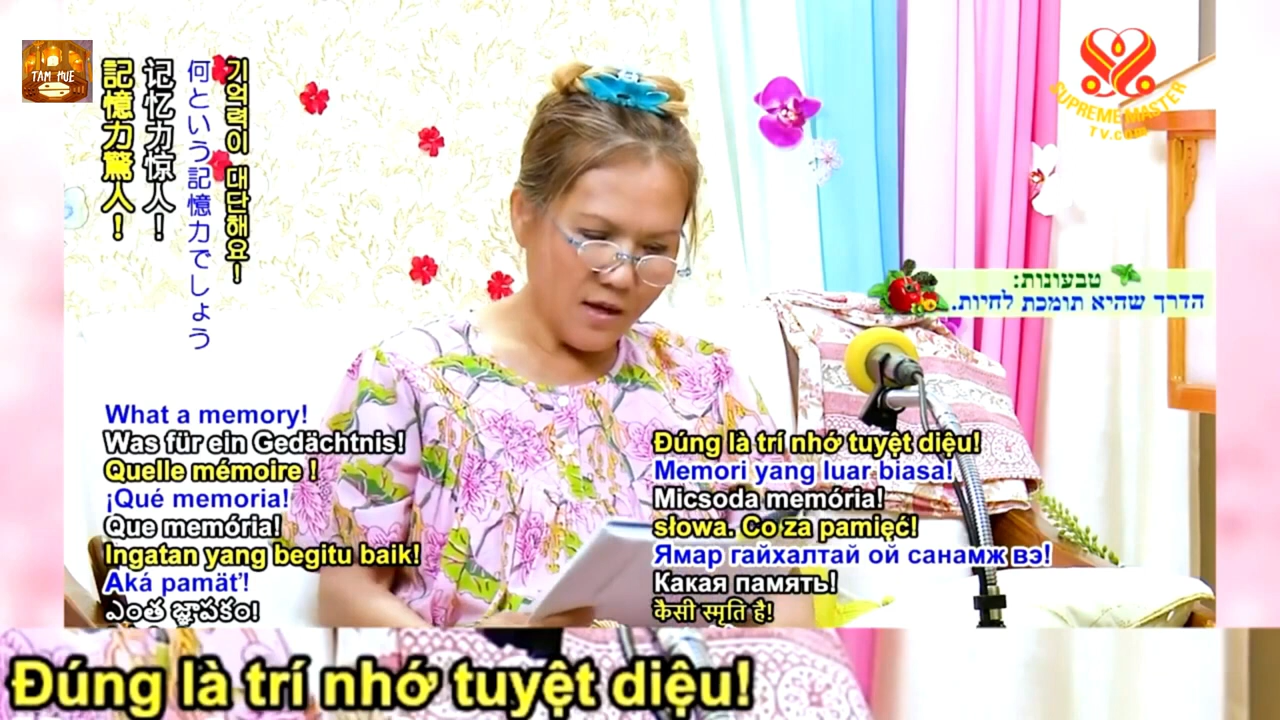 TAM HUE
記憶力驚人！
记忆力惊人！
何という記憶力でしょう
기억력이 대단해요!
SUPREME MASTER
TV.com
טבעונות:
הדרך שהיא תומכת לחיות.
What a memory!
Was für ein Gedächtnis!
Quelle mémoire !
¡Qué memoria!
Que memória!
Ingatan yang begitu baik!
Aká pamäť!
ఎంత జ్ఞాపకం!
Đúng là trí nhớ tuyệt diệu!
Memori yang luar biasa!
Micsoda memória!
słowa. Co za pamięć!
Ямар гайхалтай ой санамж вэ!
Какая память!
कैसी स्मृति है!
Đúng là trí nhớ tuyệt diệu!